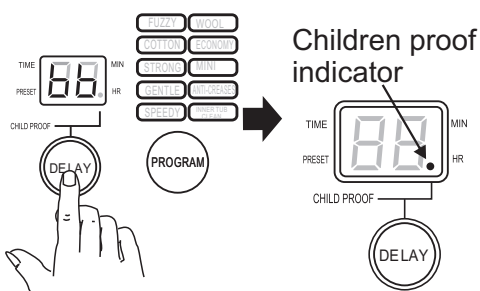 FUZZY WOOL
COTTON ECONOMY
STRONG MINI
GENTLE ANTI-CREASES
SPEEDY INNER TUB CLEAN
TIME MIN
PRESET HR
CHILD PROOF
DELAY
PROGRAM
Children proof
indicator
TIME MIN
PRESET HR
CHILD PROOF
DELAY